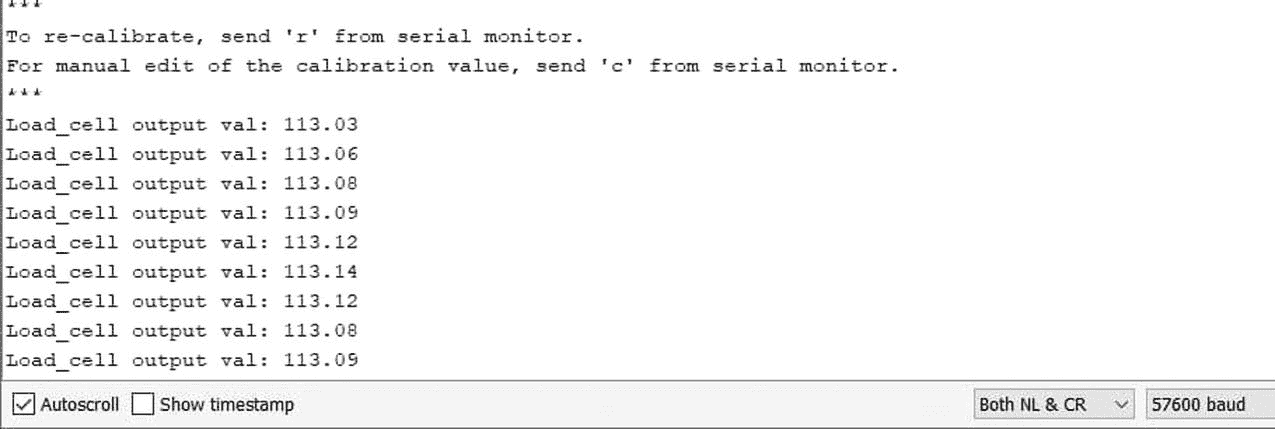 ***
To re-calibrate, send 'r' from serial monitor.
For manual edit of the calibration value, send 'c' from serial monitor.
***
Load_cell output val: 113.03
Load_cell output val: 113.06
Load_cell output val: 113.08
Load_cell output val: 113.09
Load_cell output val: 113.12
Load_cell output val: 113.14
Load_cell output val: 113.12
Load_cell output val: 113.08
Load_cell output val: 113.09
Autoscroll Show timestamp Both NL & CR 57600 baud